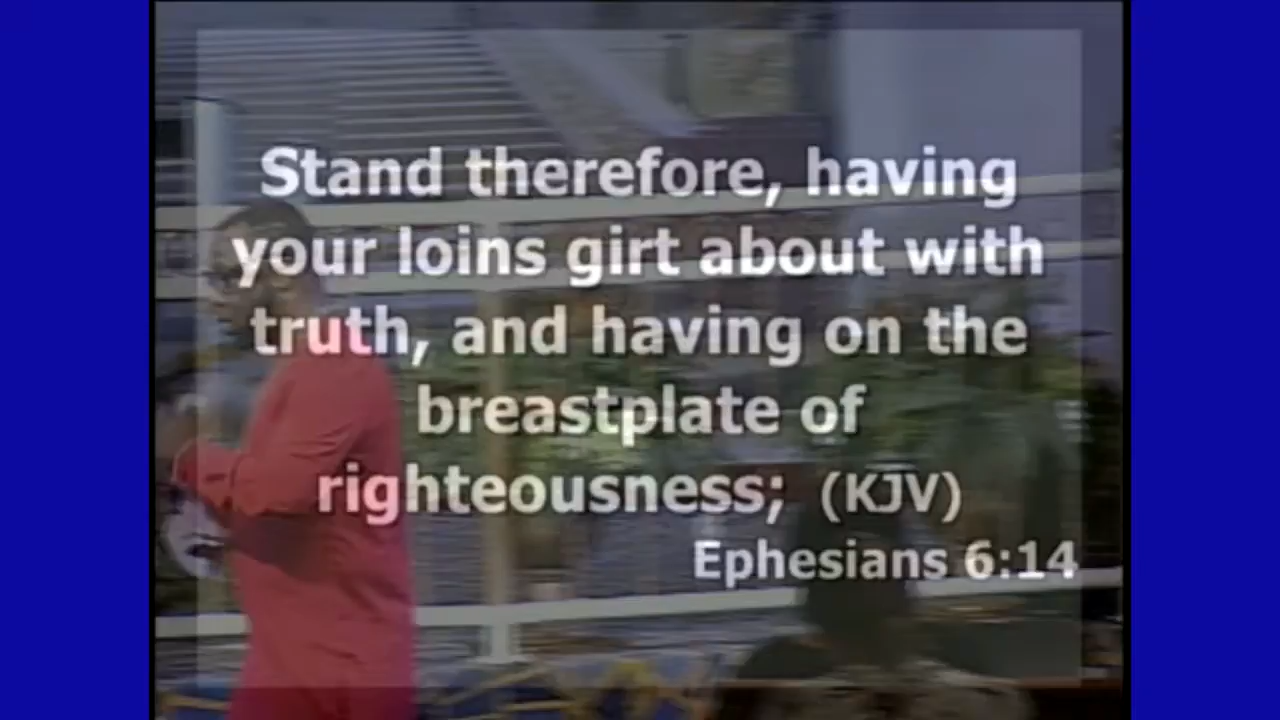 Stand therefore, having
your loins girt about with
truth, and having on the
breastplate of
righteousness; (KJV)
Ephesians 6:14